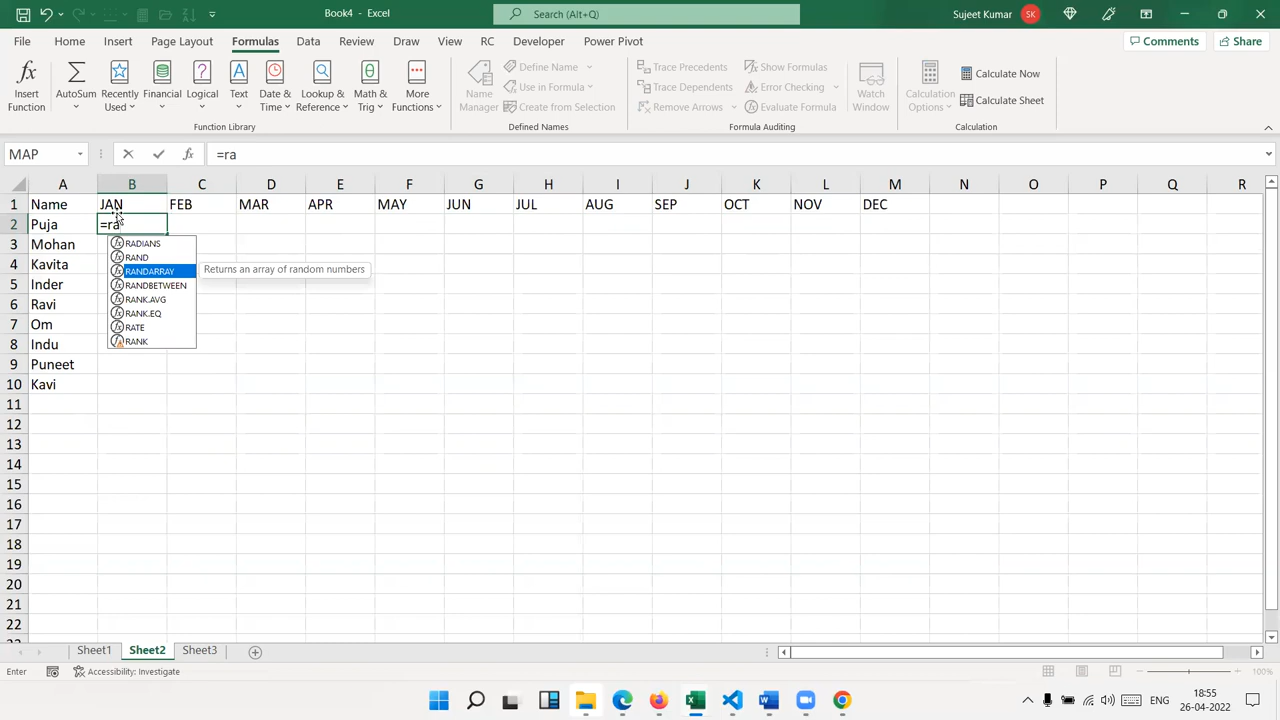 Book4 - Excel
Search (Alt+Q)
Sujeet Kumar
SK
File Home Insert Page Layout Formulas Data Review View Draw RC Developer Power Pivot
Comments Share
Insert Function
AutoSum
Recently Used
Financial
Logical
Text
Date & Time
Lookup & Reference
Math & Trig
More Functions
Function Library
Name Manager
Define Name
Use in Formula
Create from Selection
Defined Names
Trace Precedents
Trace Dependents
Remove Arrows
Show Formulas
Error Checking
Evaluate Formula
Formula Auditing
Watch Window
Calculation Options
Calculate Now
Calculate Sheet
Calculation
MAP fx =ra
A B C D E F G H I J K L M N O P Q R
1 Name JAN FEB MAR APR MAY JUN JUL AUG SEP OCT NOV DEC
2 Puja =ra
3 Mohan
4 Kavita
5 Inder
6 Ravi
7 Om
8 Indu
9 Puneet
10 Kavi
11
12
13
14
15
16
17
18
19
20
21
22
RADIANS
RAND
RANDARRAY Returns an array of random numbers
RANDBETWEEN
RANK.AVG
RANK.EQ
RATE
RANK
Sheet1 Sheet2 Sheet3
Enter Accessibility: Investigate 100%
ENG
18:55
26-04-2022